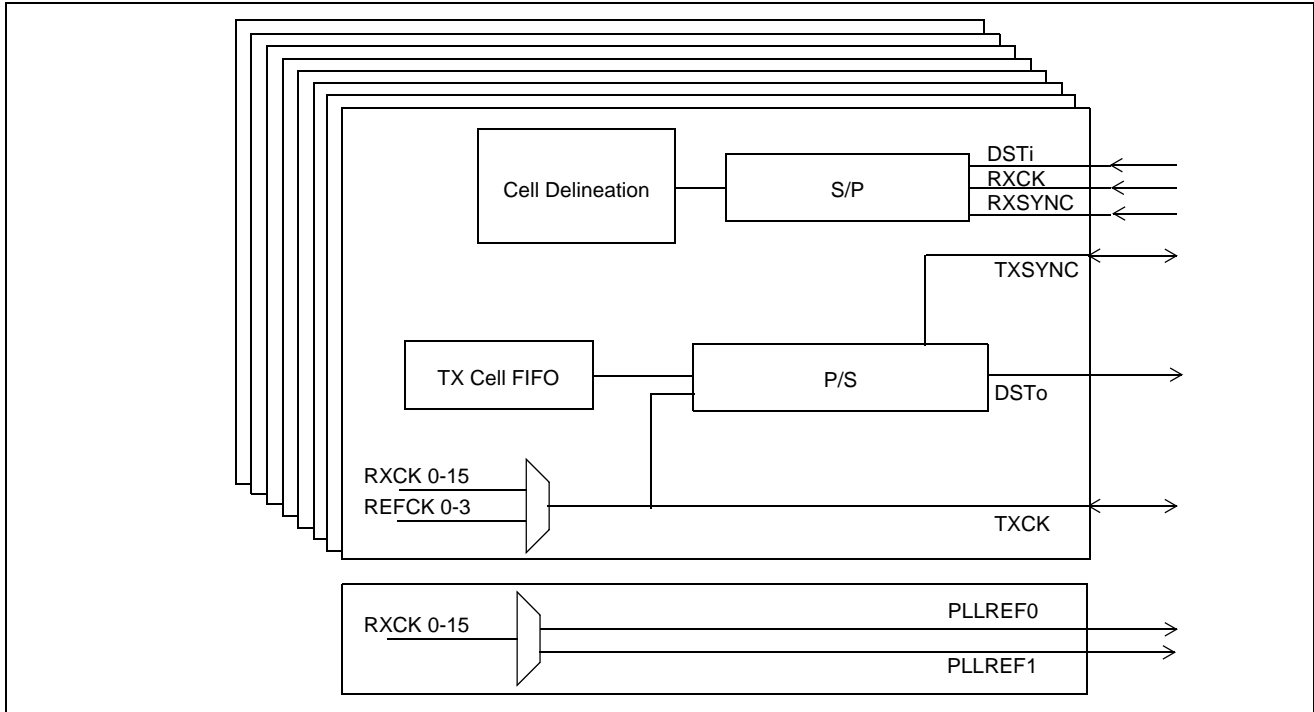 DSTi
Cell Delineation
S/P
RXCK
RXSYNC
TXSYNC
TX Cell FIFO
P/S
DSTo
RXCK 0-15
REFCK 0-3
TXCK
RXCK 0-15
PLLREF0
PLLREF1